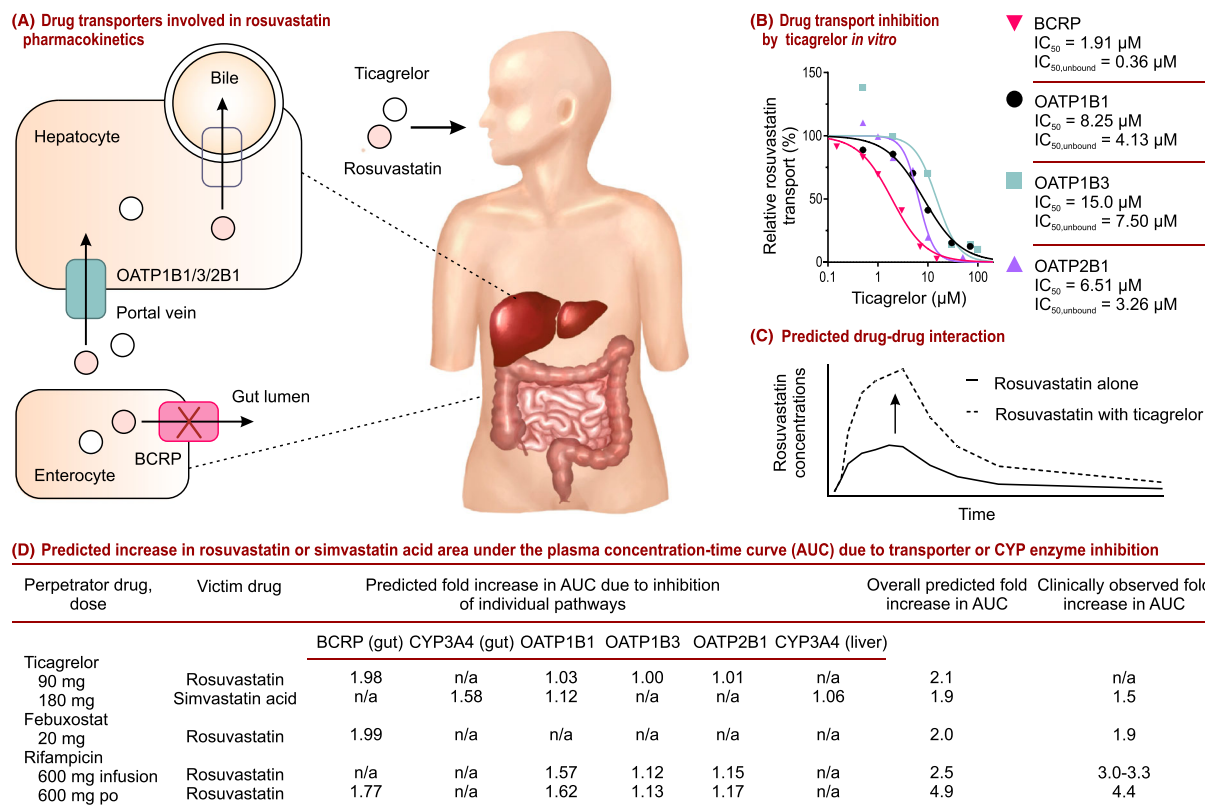 (A) Drug transporters involved in rosuvastatin
pharmacokinetics
Bile
Hepatocyte
OATP1B1/3/2B1
Portal vein
Gut lumen
BCRP
Enterocyte
Ticagrelor
Rosuvastatin
(B) Drug transport inhibition
by ticagrelor in vitro
Relative rosuvastatin
transport (%)
150
100
50
0
0.1
1
10
100
Ticagrelor (µM)
BCRP
IC50 = 1.91 µM
IC50,unbound = 0.36 µM
OATP1B1
IC50 = 8.25 µM
IC50,unbound = 4.13 µM
OATP1B3
IC50 = 15.0 µM
IC50,unbound = 7.50 µM
OATP2B1
IC50 = 6.51 µM
IC50,unbound = 3.26 µM
(C) Predicted drug-drug interaction
Rosuvastatin
concentrations
Rosuvastatin alone
Rosuvastatin with ticagrelor
Time
(D) Predicted increase in rosuvastatin or simvastatin acid area under the plasma concentration-time curve (AUC) due to transporter or CYP enzyme inhibition
Perpetrator drug, Victim drug Predicted fold increase in AUC due to inhibition Overall predicted fold Clinically observed fold
dose of individual pathways increase in AUC increase in AUC
BCRP (gut) CYP3A4 (gut) OATP1B1 OATP1B3 OATP2B1 CYP3A4 (liver)
Ticagrelor
90 mg Rosuvastatin 1.98 n/a 1.03 1.00 1.01 n/a 2.1 n/a
180 mg Simvastatin acid n/a 1.58 1.12 n/a n/a 1.06 1.9 1.5
Febuxostat
20 mg Rosuvastatin 1.99 n/a n/a n/a n/a n/a 2.0 1.9
Rifampicin
600 mg infusion Rosuvastatin n/a n/a 1.57 1.12 1.15 n/a 2.5 3.0-3.3
600 mg po Rosuvastatin 1.77 n/a 1.62 1.13 1.17 n/a 4.9 4.4